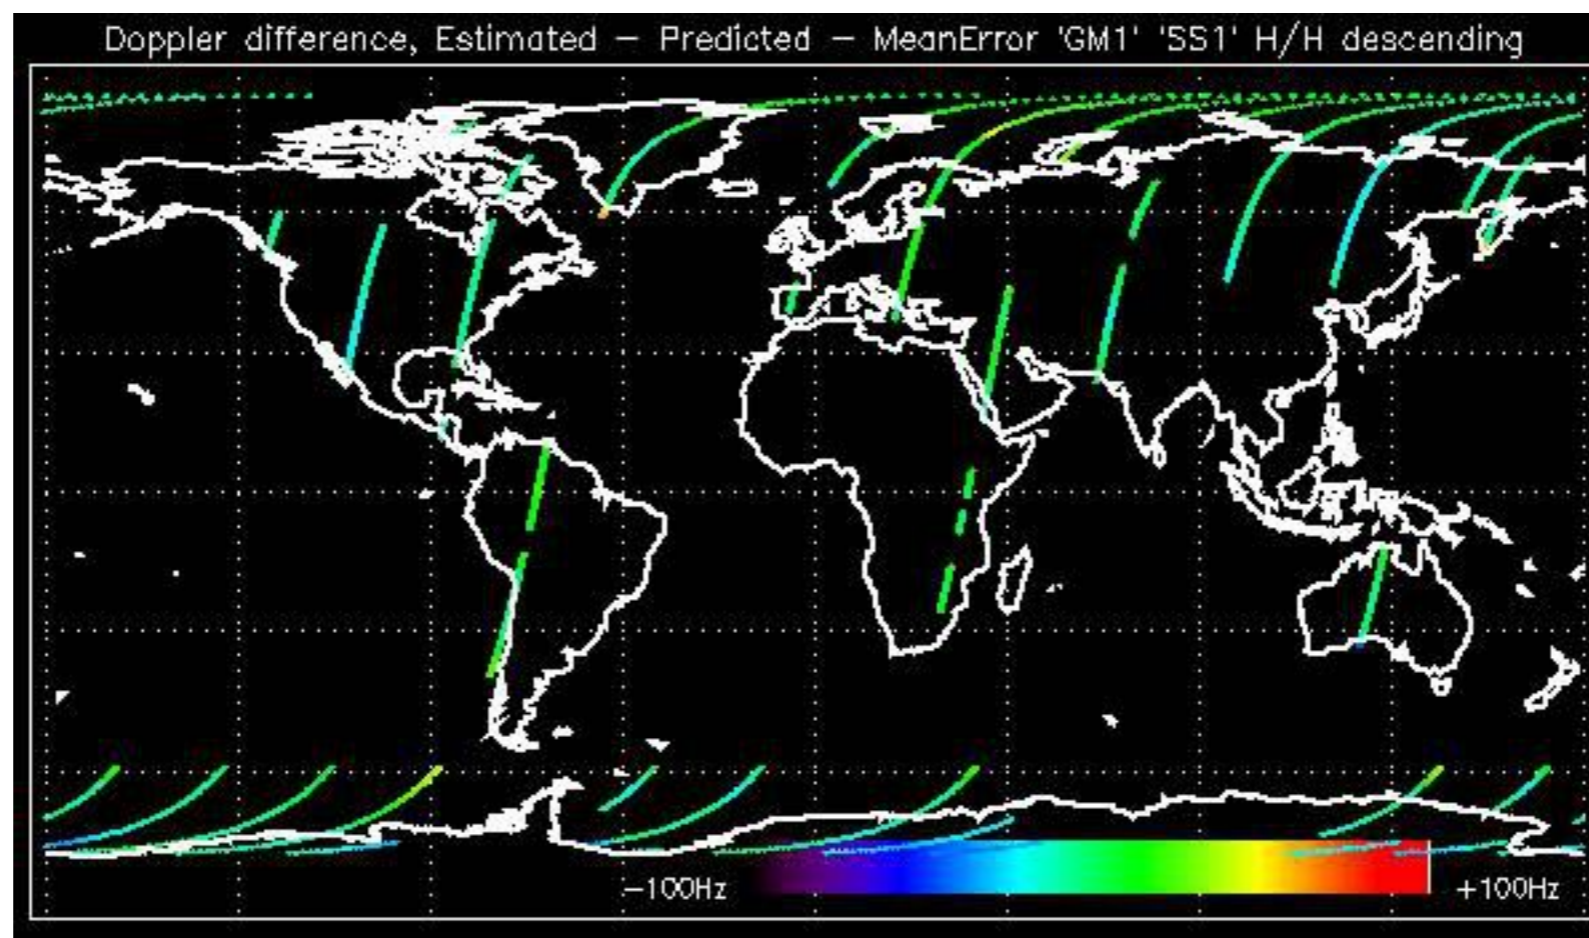 Doppler difference, Estimated – Predicted – MeanError 'GM1' 'SS1' H/H descending
–100Hz +100Hz